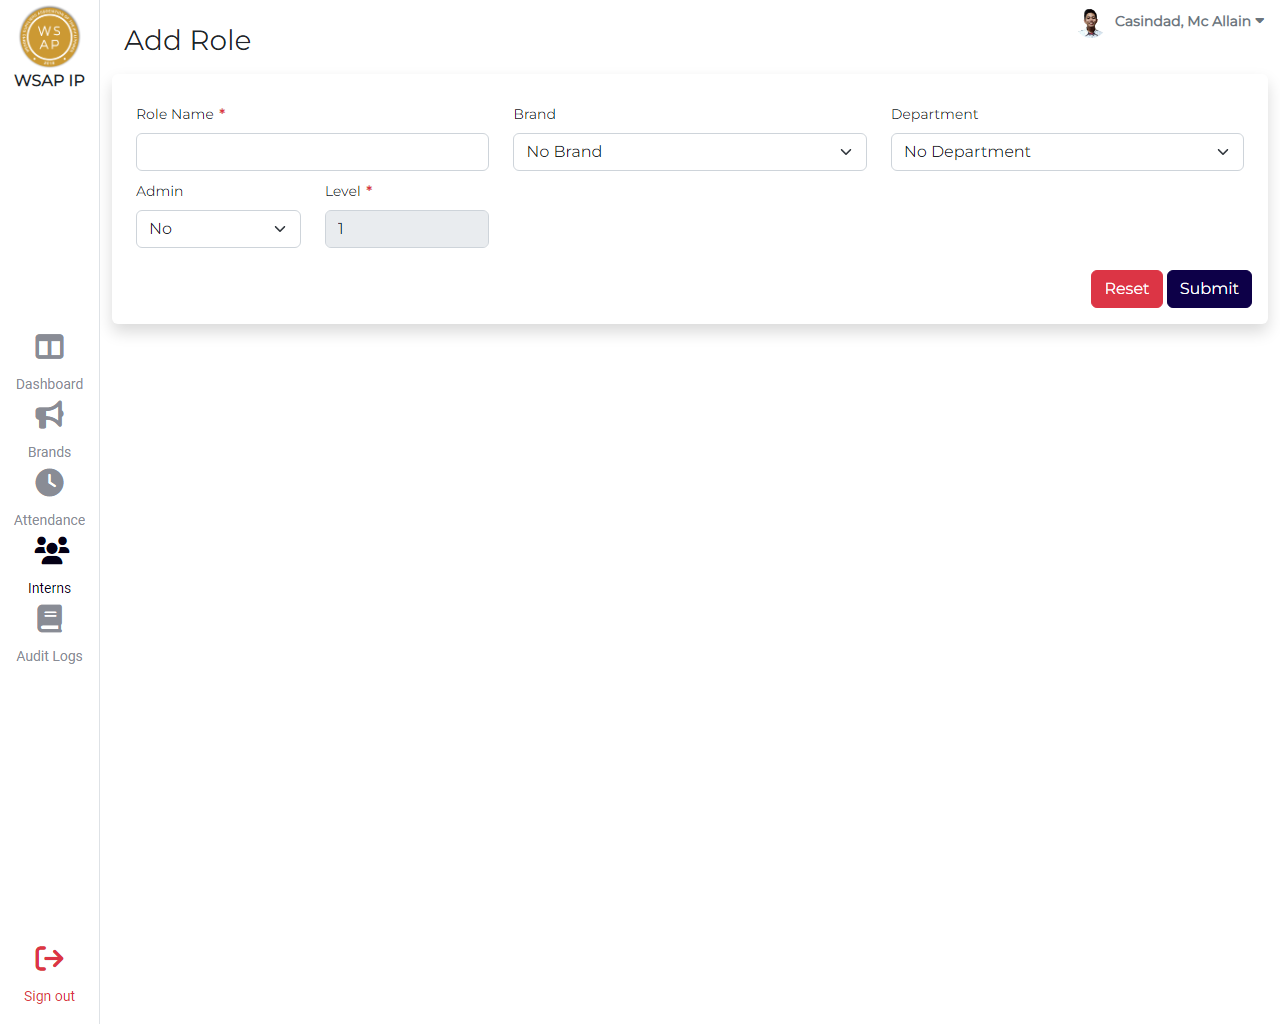 WS
AP
WSAP IP
Add Role
Casindad, Mc Allain
Role Name *
Brand
Department
No Brand
No Department
Admin
Level *
No
1
Reset
Submit
Dashboard
Brands
Attendance
Interns
Audit Logs
Sign out